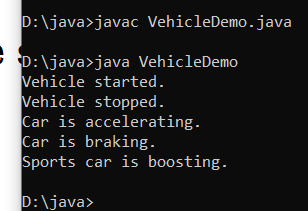 D:\java>javac VehicleDemo.java
D:\java>java VehicleDemo
Vehicle started.
Vehicle stopped.
Car is accelerating.
Car is braking.
Sports car is boosting.
D:\java>